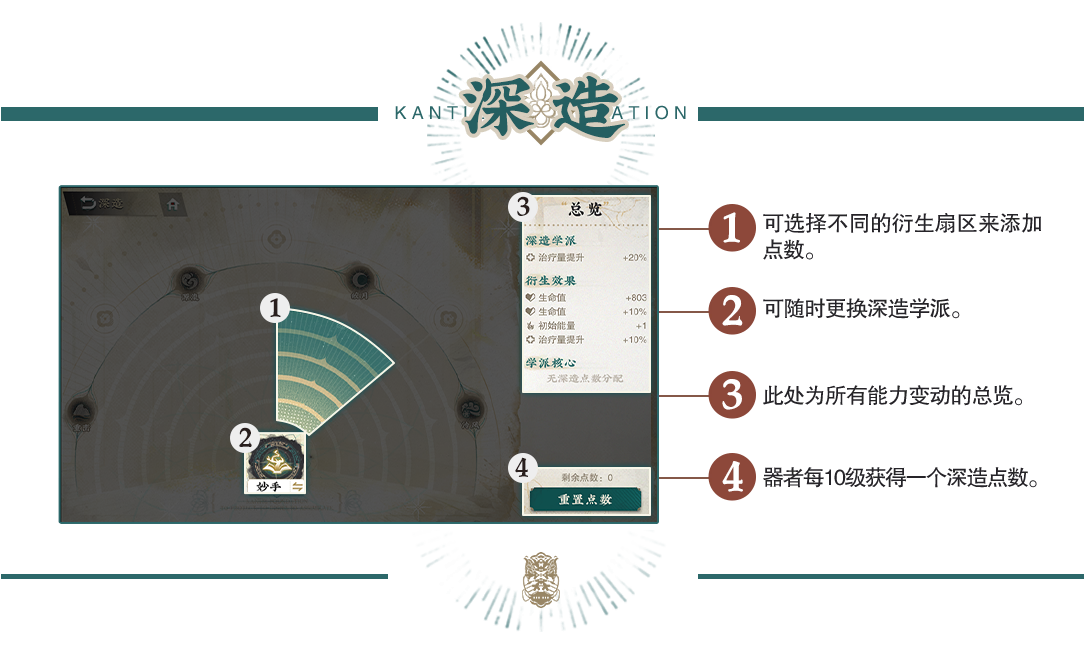 深造
KANTI ATION
深造
3
总览
深造学派
治疗量提升 +20%
衍生效果
生命值 +803
生命值 +10%
初始能量 +1
治疗量提升 +10%
学派核心
无深造点数分配
1
2
妙手
4
剩余点数：0
重置点数
1 可选择不同的衍生扇区来添加
点数。
2 可随时更换深造学派。
3 此处为所有能力变动的总览。
4 器者每10级获得一个深造点数。